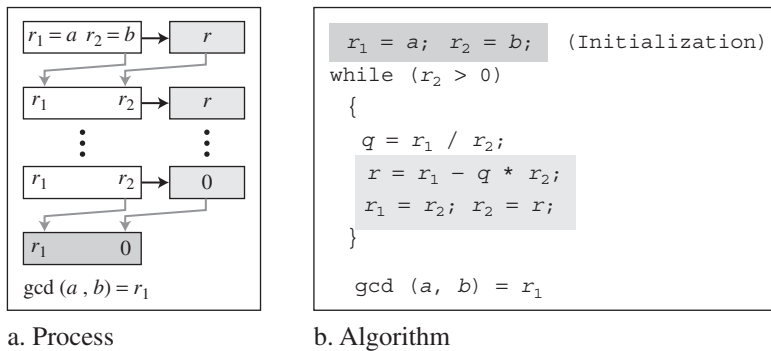 r₁ = a r₂ = b r
r₁ r₂ r
r₁ r₂ 0
r₁ 0
gcd (a , b) = r₁
a. Process
r₁ = a; r₂ = b; (Initialization)
while (r₂ > 0)
{
q = r₁ / r₂;
r = r₁ − q * r₂;
r₁ = r₂; r₂ = r;
}
gcd (a, b) = r₁
b. Algorithm